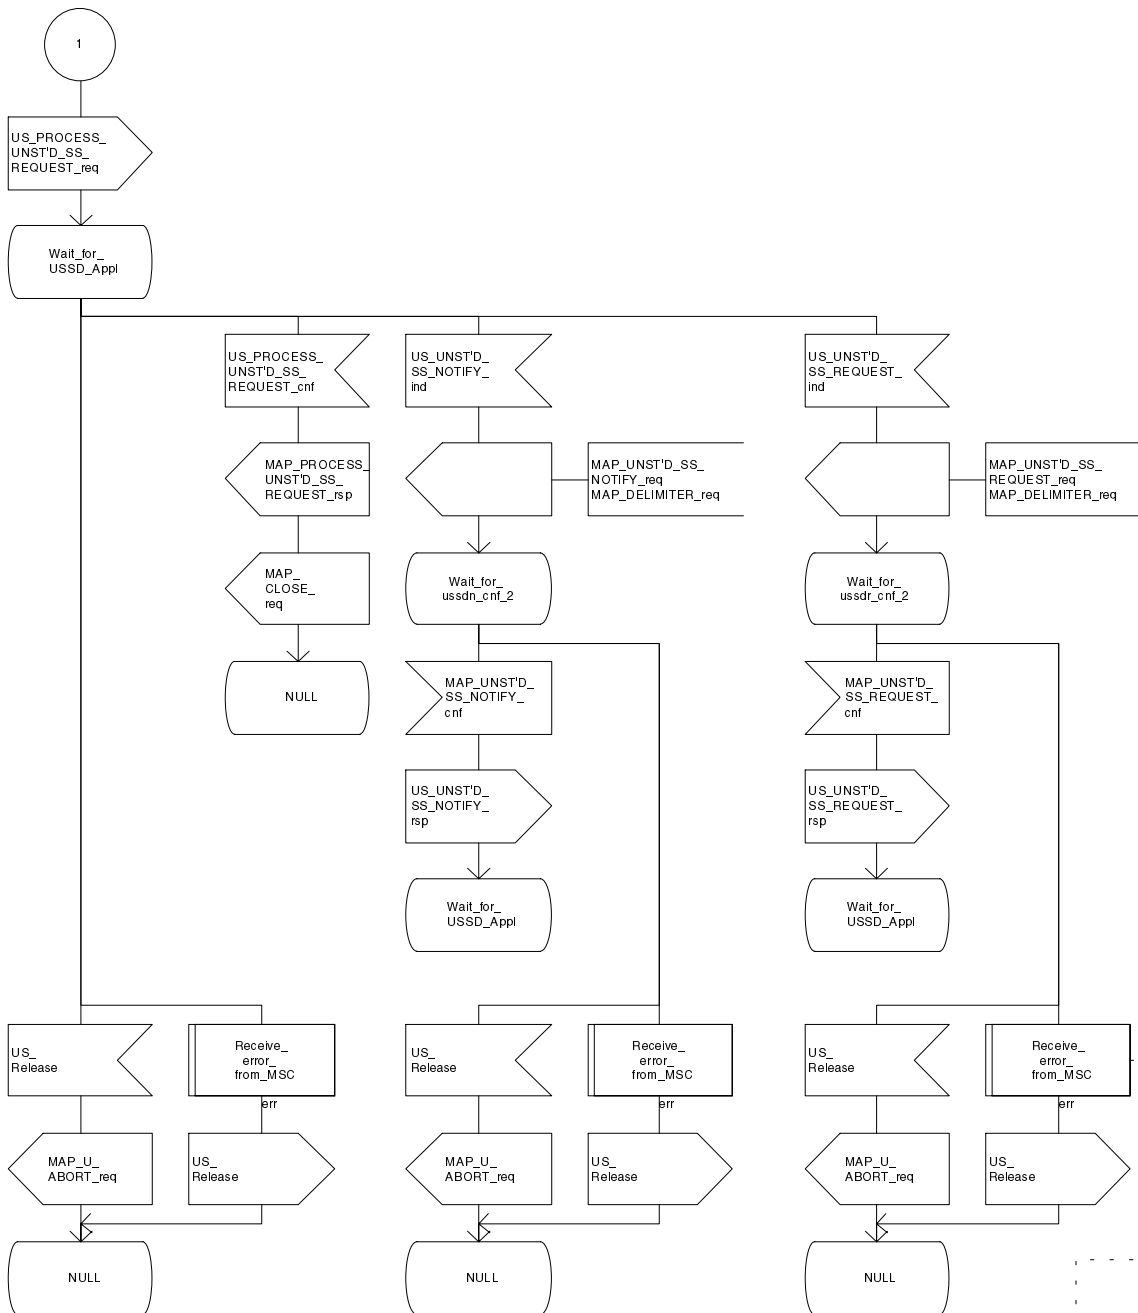 1
US_PROCESS_
UNST'D_SS_
REQUEST_req
Wait_for_
USSD_Appl
US_PROCESS_
UNST'D_SS_
REQUEST_cnf
US_UNST'D_
SS_NOTIFY_
ind
US_UNST'D_
SS_REQUEST_
ind
MAP_PROCESS_
UNST'D_SS_
REQUEST_rsp
MAP_UNST'D_SS_
NOTIFY_req
MAP_DELIMITER_req
MAP_UNST'D_SS_
REQUEST_req
MAP_DELIMITER_req
MAP_
CLOSE_
req
Wait_for_
ussdn_cnf_2
Wait_for_
ussdr_cnf_2
NULL
MAP_UNST'D_
SS_NOTIFY_
cnf
MAP_UNST'D_
SS_REQUEST_
cnf
US_UNST'D_
SS_NOTIFY_
rsp
US_UNST'D_
SS_REQUEST_
rsp
Wait_for_
USSD_Appl
Wait_for_
USSD_Appl
US_
Release
Receive_
error_
from_MSC
err
US_
Release
Receive_
error_
from_MSC
err
US_
Release
Receive_
error_
from_MSC
err
MAP_U_
ABORT_req
US_
Release
MAP_U_
ABORT_req
US_
Release
MAP_U_
ABORT_req
US_
Release
NULL
NULL
NULL